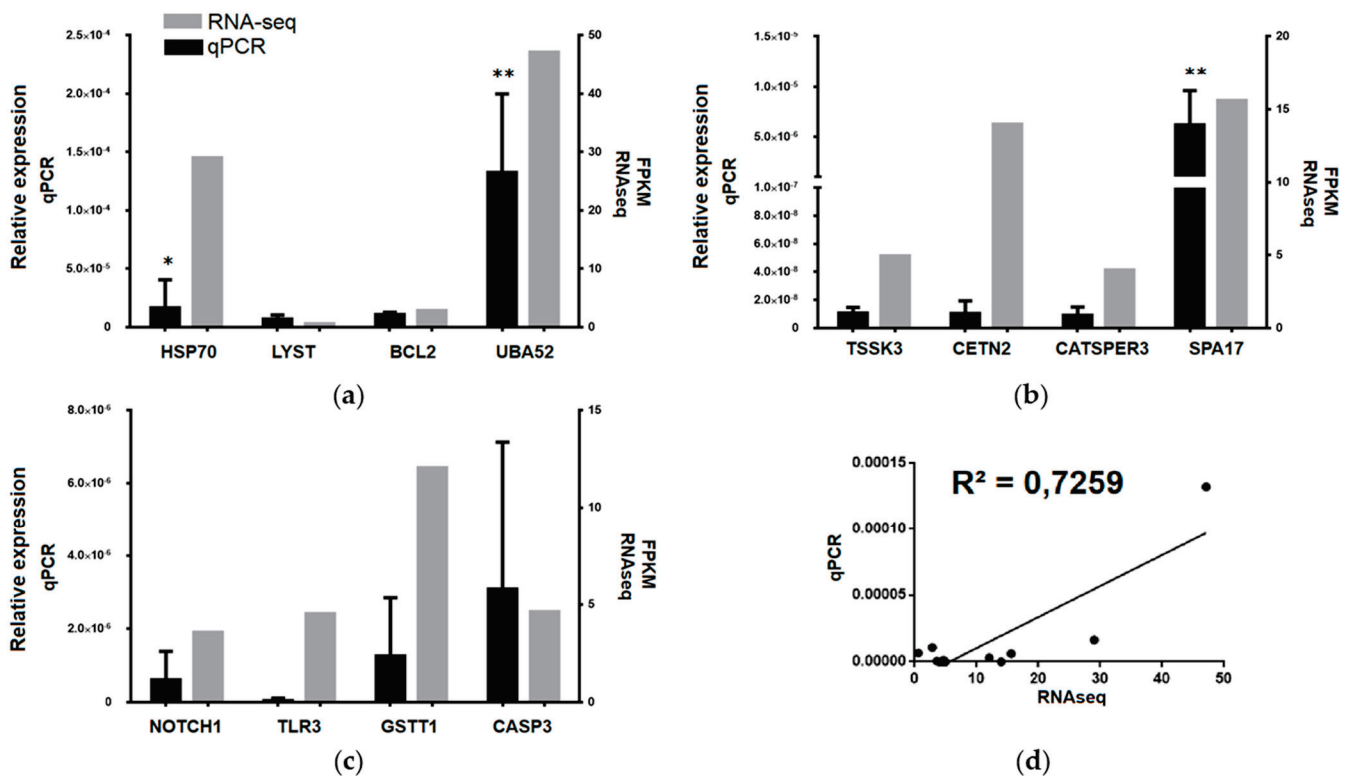 RNA-seq
qPCR
Relative expression
qPCR
2.5×10⁻⁴
2.0×10⁻⁴
1.5×10⁻⁴
1.0×10⁻⁴
5.0×10⁻⁵
0
*
**
50
40
30
20
10
0
FPKM
RNAseq
HSP70 LYST BCL2 UBA52
(a)
Relative expression
qPCR
1.5×10⁻⁵
1.0×10⁻⁵
5.0×10⁻⁶
1.0×10⁻⁷
8.0×10⁻⁸
6.0×10⁻⁸
4.0×10⁻⁸
2.0×10⁻⁸
0
**
20
15
10
5
0
FPKM
RNAseq
TSSK3 CETN2 CATSPER3 SPA17
(b)
Relative expression
qPCR
8.0×10⁻⁶
6.0×10⁻⁶
4.0×10⁻⁶
2.0×10⁻⁶
0
15
10
5
0
FPKM
RNAseq
NOTCH1 TLR3 GSTT1 CASP3
(c)
R² = 0,7259
qPCR
0.00015
0.00010
0.00005
0.00000
0 10 20 30 40 50
RNAseq
(d)